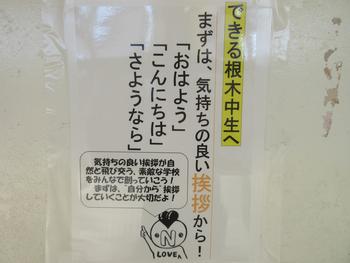 できる根木中生へ
まずは、気持ちの良い挨拶から！
「おはよう」
「こんにちは」
「さようなら」
気持ちの良い挨拶が自
然と飛び交う、素敵な学校
をみんなで創っていこう！
まずは、“自分から”挨拶
していくことが大切だよ！
N
LOVE